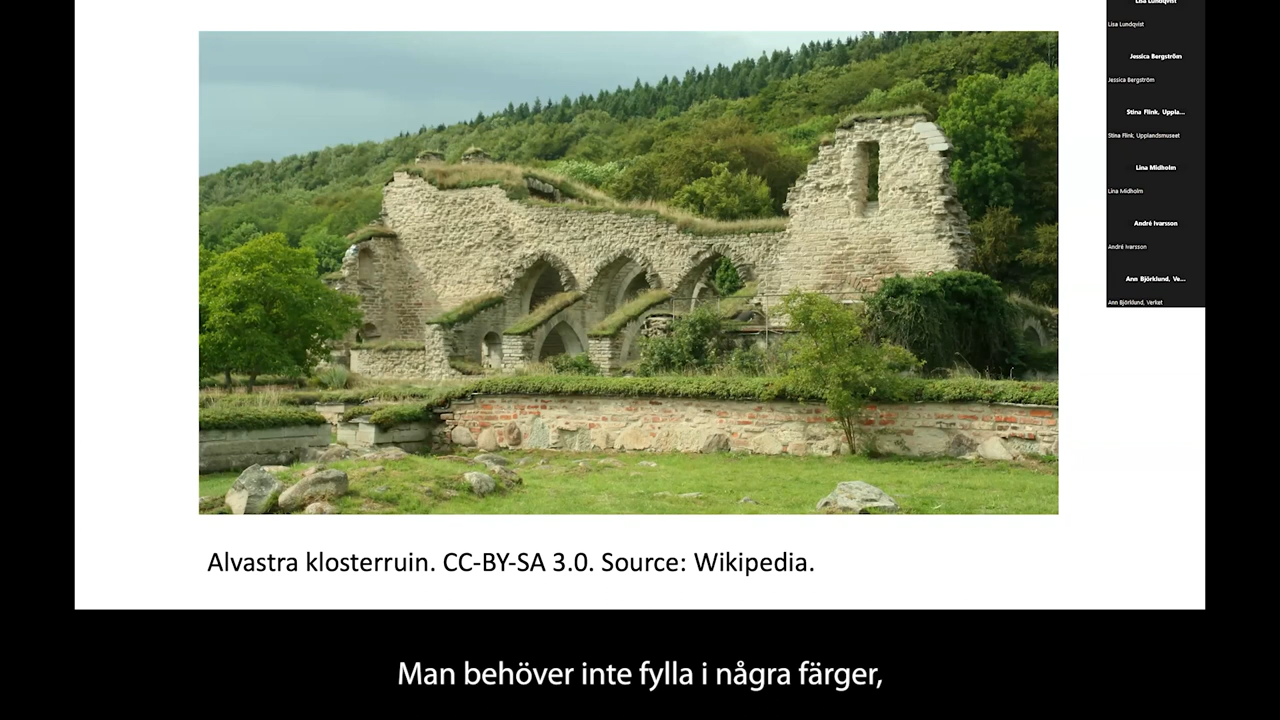 Lisa Lundqvist
Lisa Lundqvist
Jessica Bergström
Jessica Bergström
Stina Flink, Uppla...
Stina Flink, Upplandsmuseet
Lina Midholm
Lina Midholm
André Ivarsson
André Ivarsson
Ann Björklund, Ve...
Ann Björklund, Verket
Alvastra klosterruin. CC-BY-SA 3.0. Source: Wikipedia.
Man behöver inte fylla i några färger,